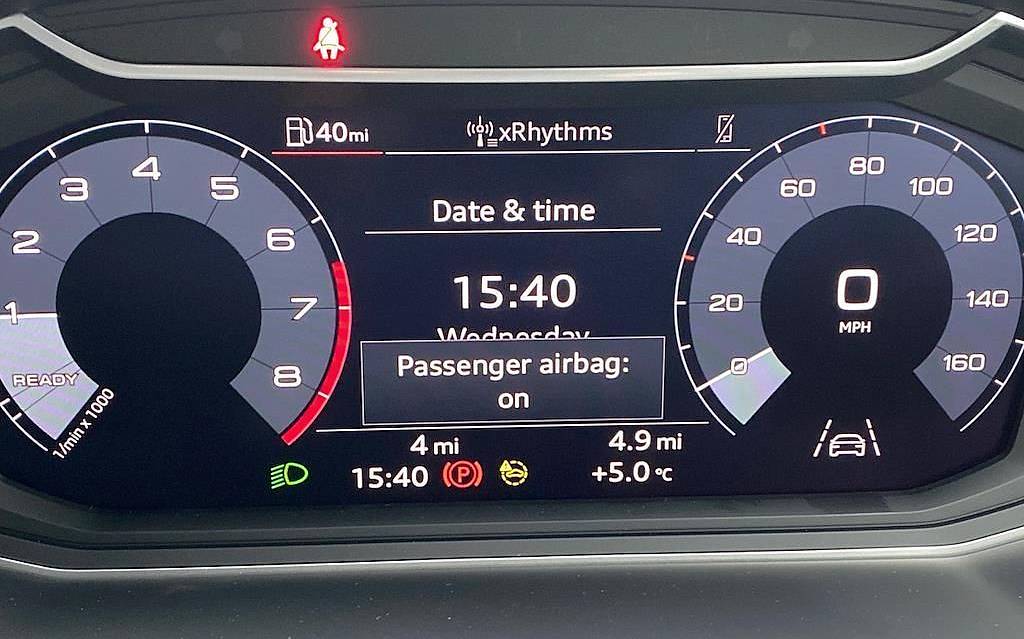 40mi
xRhythms
1
2
3
4
5
6
7
8
READY
1/min x 1000
Date & time
15:40
Wednesday
Passenger airbag:
on
4 mi
4.9 mi
15:40
P
+5.0 °C
0
20
40
60
80
100
120
140
160
0
MPH